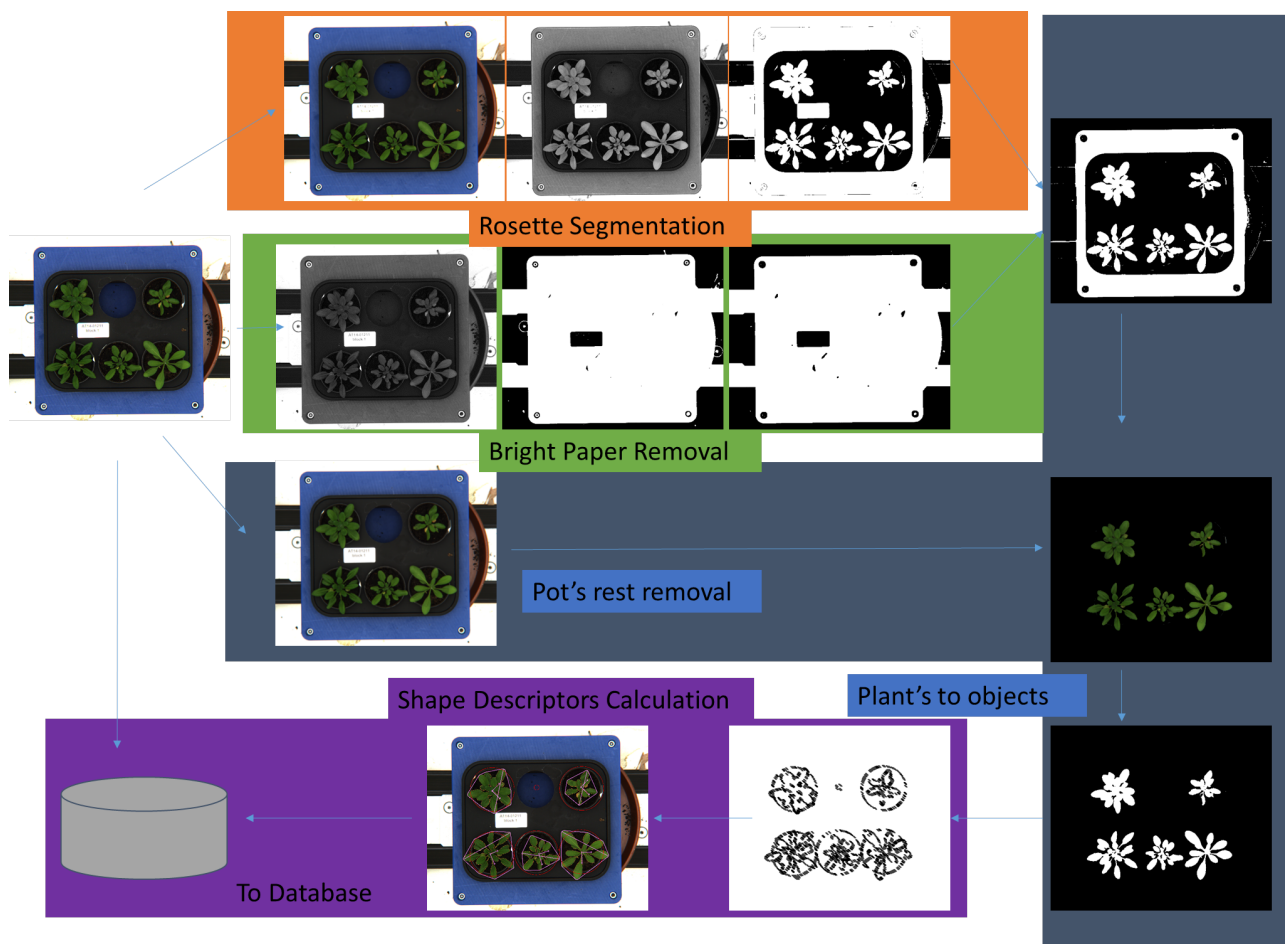 Rosette Segmentation
Bright Paper Removal
Pot's rest removal
Shape Descriptors Calculation
Plant's to objects
To Database